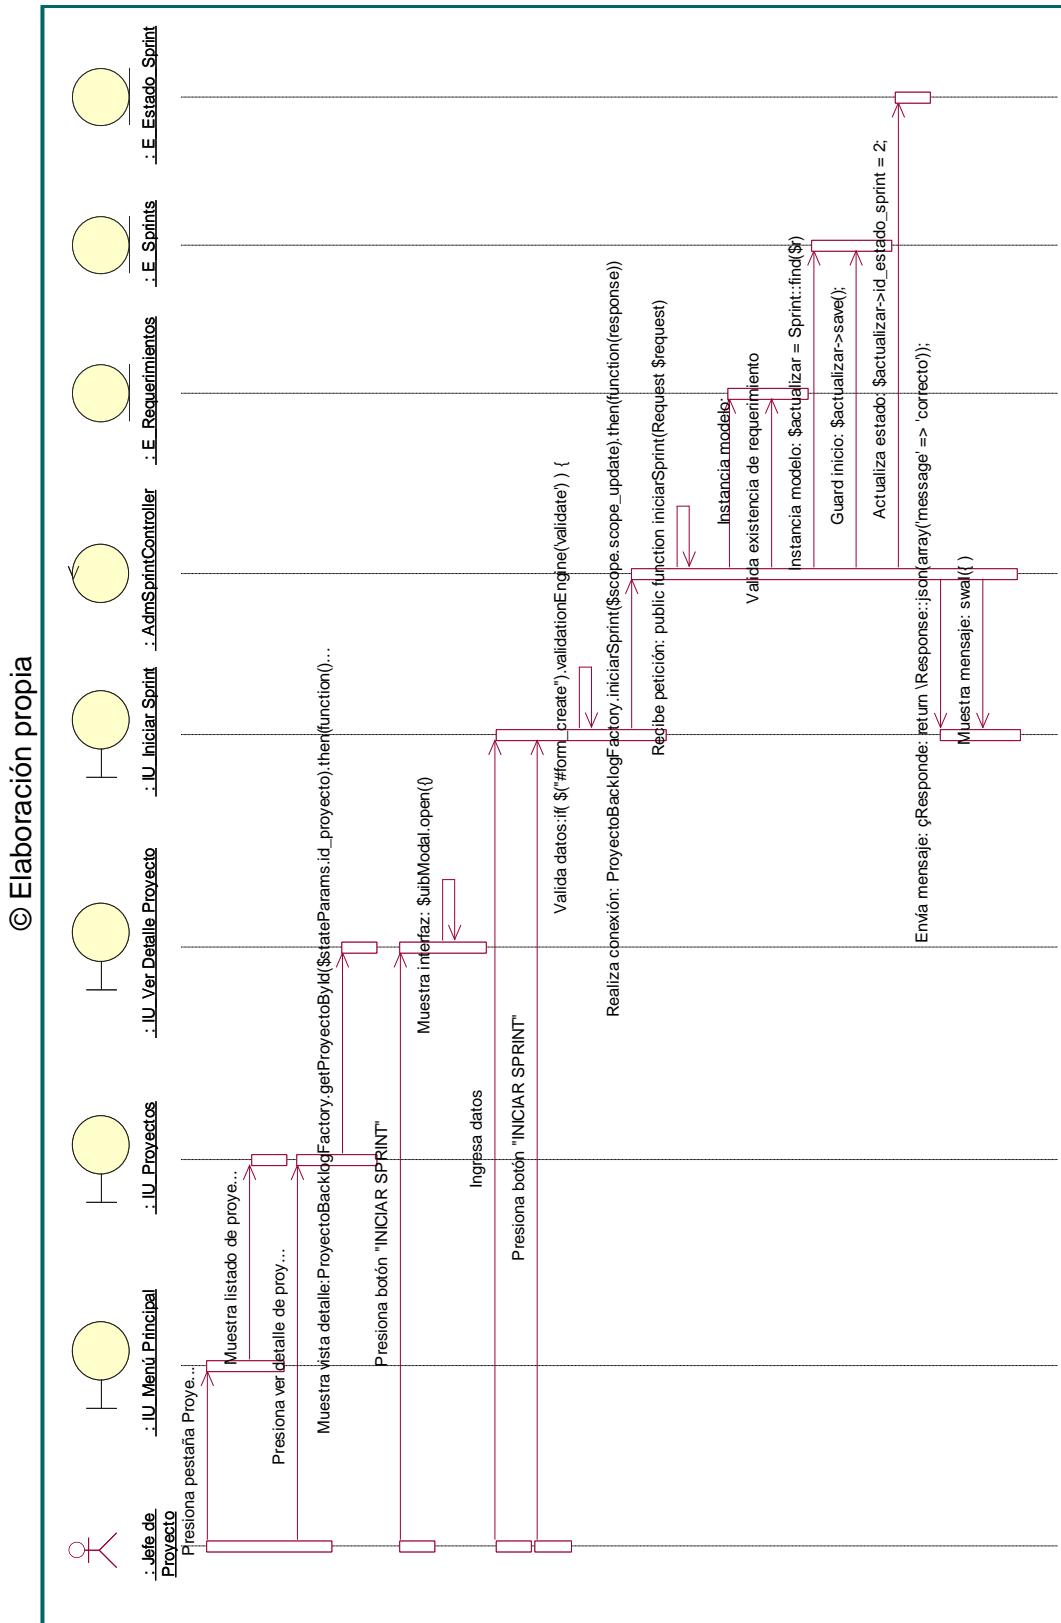 © Elaboración propia
: Jefe de
Proyecto
: IU_Menú Principal
: IU_Proyectos
: IU_Ver Detalle Proyecto
: IU_Iniciar Sprint
: AdmSprintController
: E_Requerimientos
: E_Sprints
: E_Estado_Sprint
Presiona pestaña Proye...
Muestra listado de proye...
Presiona ver detalle de proy...
Muestra vista detalle:ProyectoBacklogFactory.getProyectoById($stateParams.id_proyecto).then(function()...
Presiona botón "INICIAR SPRINT"
Muestra interfaz: $uibModal.open({)
Ingresa datos
Presiona botón "INICIAR SPRINT"
Valida datos:if( $("#form_create").validationEngine('validate') ) {
Realiza conexión: ProyectoBacklogFactory.iniciarSprint($scope.scope_update).then(function(response))
Recibe petición: public function iniciarSprint(Request $request)
Instancia modelo:
Valida existencia de requerimiento
Instancia modelo: $actualizar = Sprint::find($r)
Guard inicio: $actualizar->save();
Actualiza estado: $actualizar->id_estado_sprint = 2;
Envía mensaje: çResponde: return \Response::json(array('message' => 'correcto'));
Muestra mensaje: swal({ )